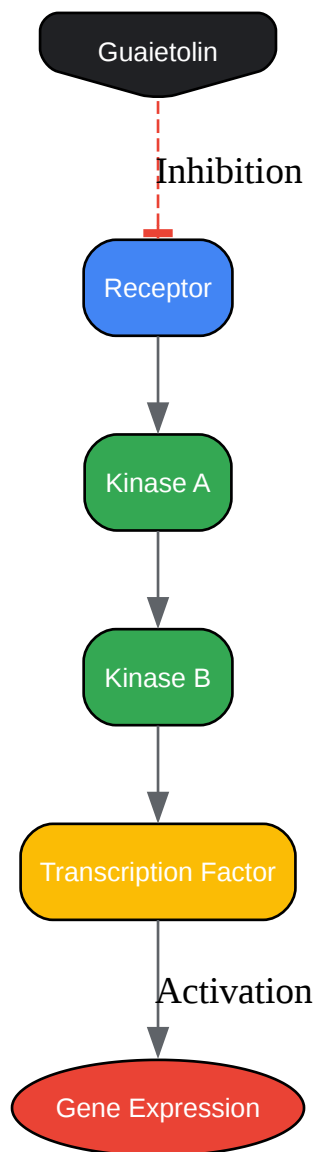 Guaietolin
Inhibition
Receptor
Kinase A
Kinase B
Transcription Factor
Activation
Gene Expression